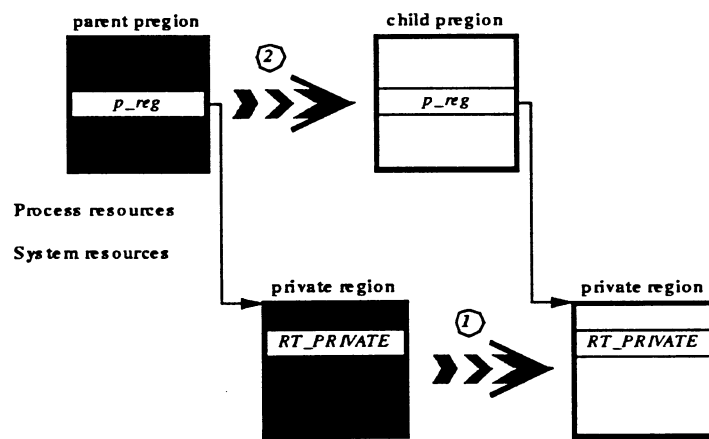 parent pregion
child pregion
2
p_reg
p_reg
Process resources
System resources
private region
private region
1
RT_PRIVATE
RT_PRIVATE